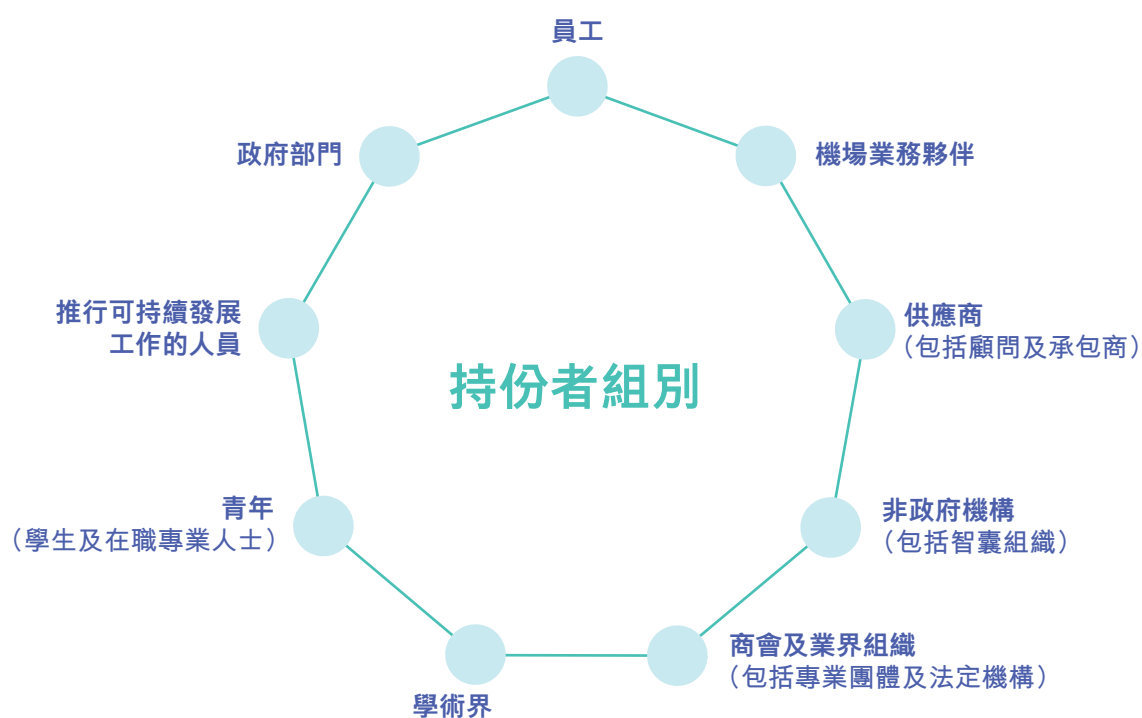 員工
政府部門
機場業務夥伴
推行可持續發展
工作的人員
供應商
（包括顧問及承包商）
持份者組別
青年
（學生及在職專業人士）
非政府機構
（包括智囊組織）
商會及業界組織
（包括專業團體及法定機構）
學術界